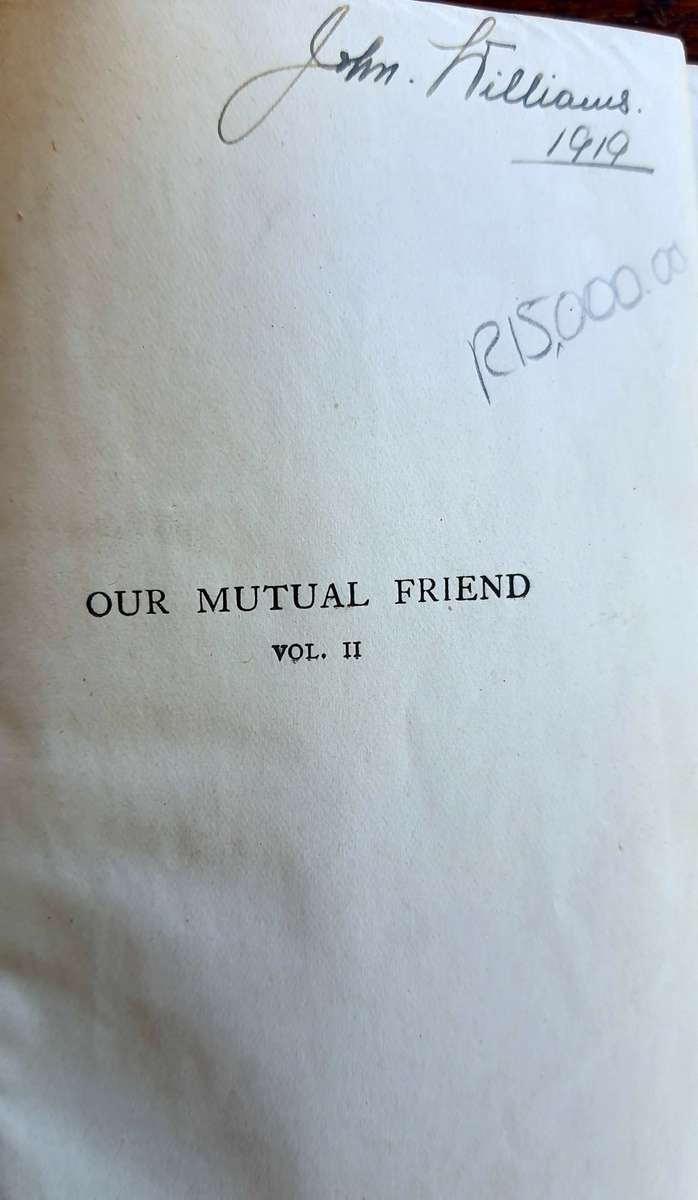 John. Williams.
1919
R15,000.00
OUR MUTUAL FRIEND
VOL. II